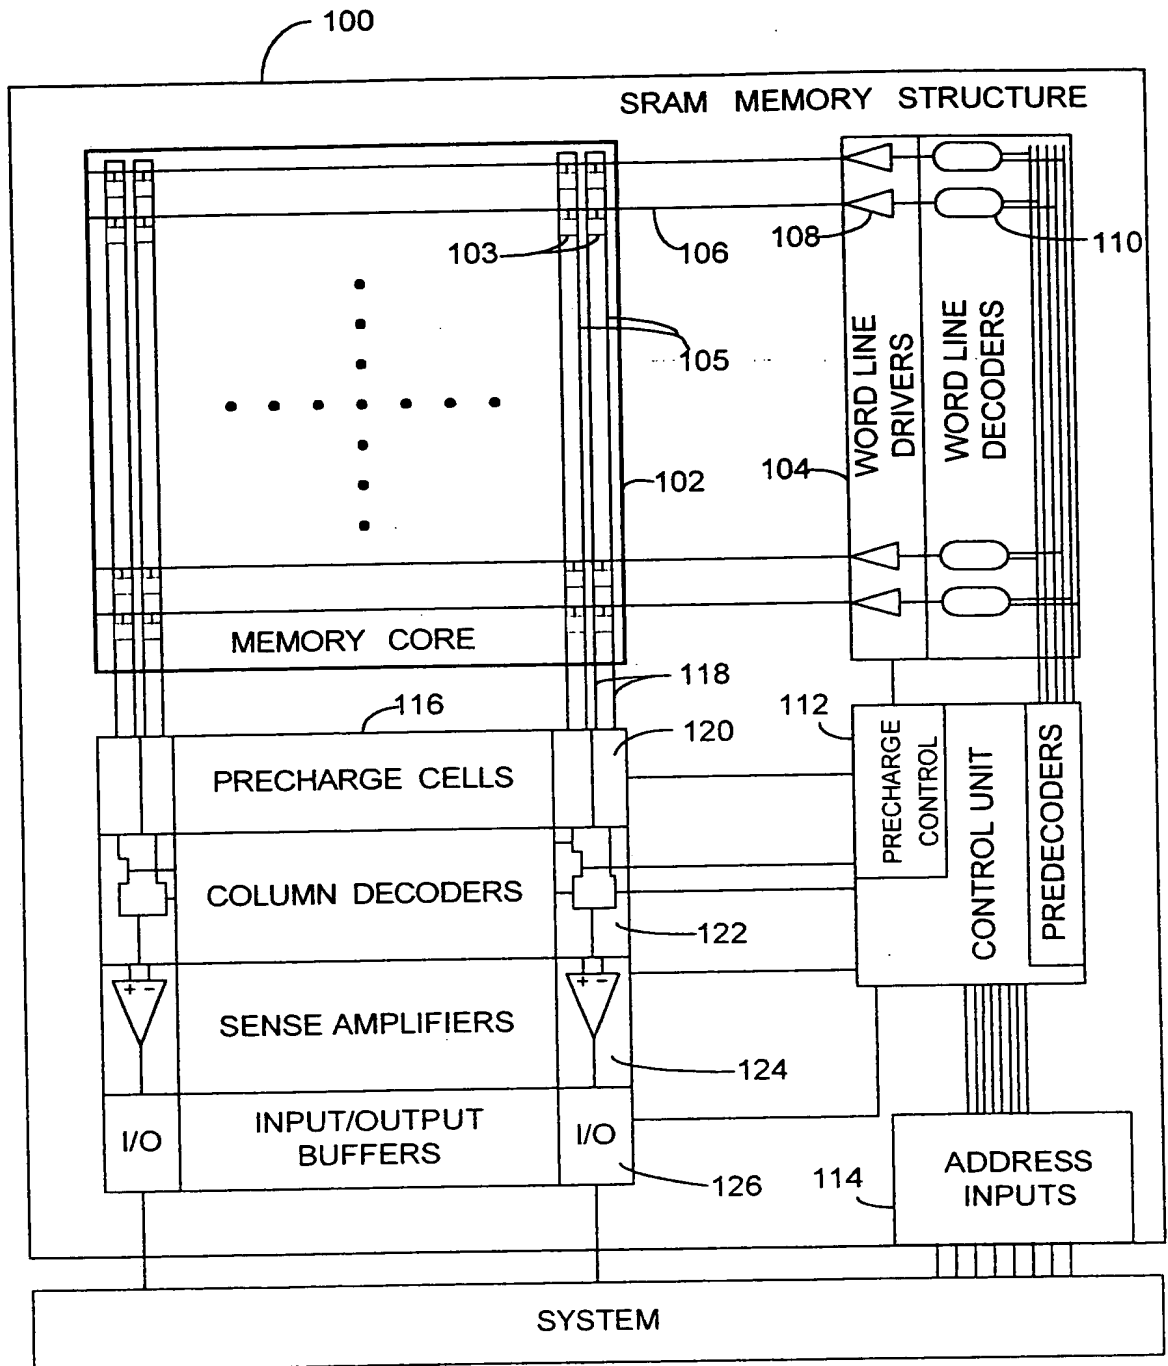 100
SRAM MEMORY STRUCTURE
103
106
108
110
105
WORD LINE
DRIVERS
WORD LINE
DECODERS
102
104
MEMORY CORE
118
116
112
120
PRECHARGE CELLS
PRECHARGE
CONTROL
CONTROL UNIT
PREDECODERS
COLUMN DECODERS
122
+ -
+ -
SENSE AMPLIFIERS
124
I/O
INPUT/OUTPUT
BUFFERS
I/O
126
114
ADDRESS
INPUTS
SYSTEM